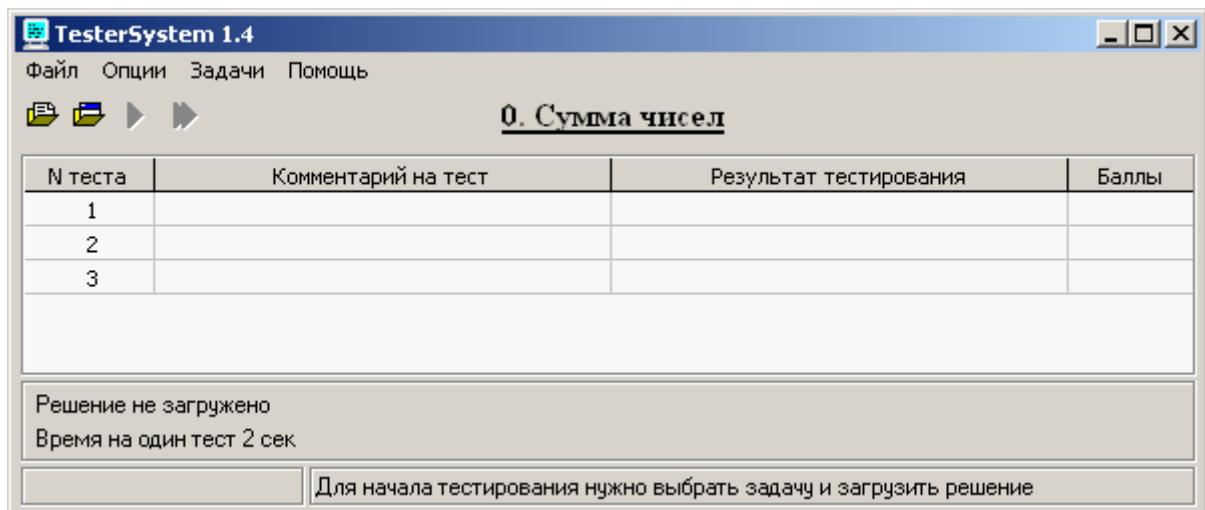 TesterSystem 1.4
Файл Опции Задачи Помощь
0. Сумма чисел
N теста Комментарий на тест Результат тестирования Баллы
1
2
3
Решение не загружено
Время на один тест 2 сек
Для начала тестирования нужно выбрать задачу и загрузить решение